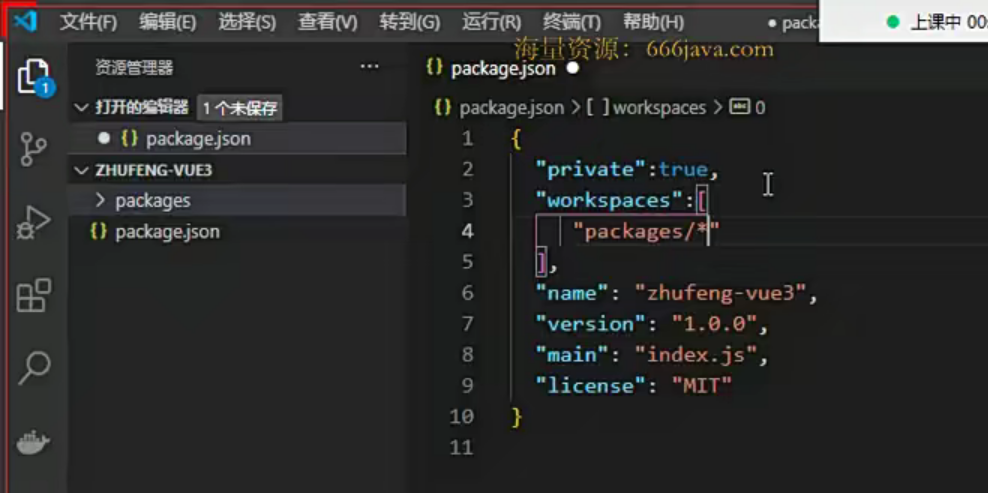 文件(F) 编辑(E) 选择(S) 查看(V) 转到(G) 运行(R) 终端(T) 帮助(H) ● pack
上课中 00:
海量资源：666java.com
资源管理器 ···
{} package.json ●
打开的编辑器 1个未保存
{} package.json > [ ]workspaces > 0
● {} package.json
ZHUFENG-VUE3
> packages
{} package.json
1
1 {
2 "private":true,
3 "workspaces":[
4 "packages/*"
5 ],
6 "name": "zhufeng-vue3",
7 "version": "1.0.0",
8 "main": "index.js",
9 "license": "MIT"
10 }
11